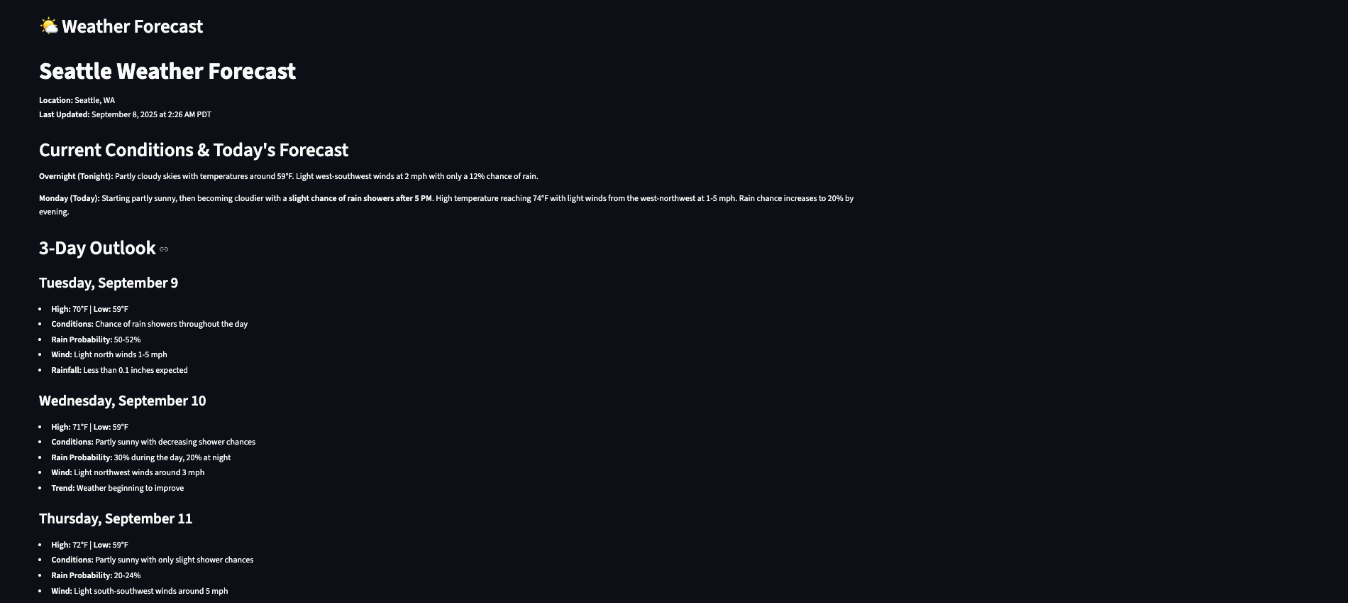 🌤️ Weather Forecast
Seattle Weather Forecast
Location: Seattle, WA
Last Updated: September 8, 2025 at 2:26 AM PDT
Current Conditions & Today's Forecast
Overnight (Tonight): Partly cloudy skies with temperatures around 59°F. Light west-southwest winds at 2 mph with only a 12% chance of rain.
Monday (Today): Starting partly sunny, then becoming cloudier with a slight chance of rain showers after 5 PM. High temperature reaching 74°F with light winds from the west-northwest at 1-5 mph. Rain chance increases to 20% by
evening.
3-Day Outlook
Tuesday, September 9
• High: 70°F | Low: 59°F
• Conditions: Chance of rain showers throughout the day
• Rain Probability: 50-52%
• Wind: Light north winds 1-5 mph
• Rainfall: Less than 0.1 inches expected
Wednesday, September 10
• High: 71°F | Low: 59°F
• Conditions: Partly sunny with decreasing shower chances
• Rain Probability: 30% during the day, 20% at night
• Wind: Light northwest winds around 3 mph
• Trend: Weather beginning to improve
Thursday, September 11
• High: 72°F | Low: 59°F
• Conditions: Partly sunny with only slight shower chances
• Rain Probability: 20-24%
• Wind: Light south-southwest winds around 5 mph